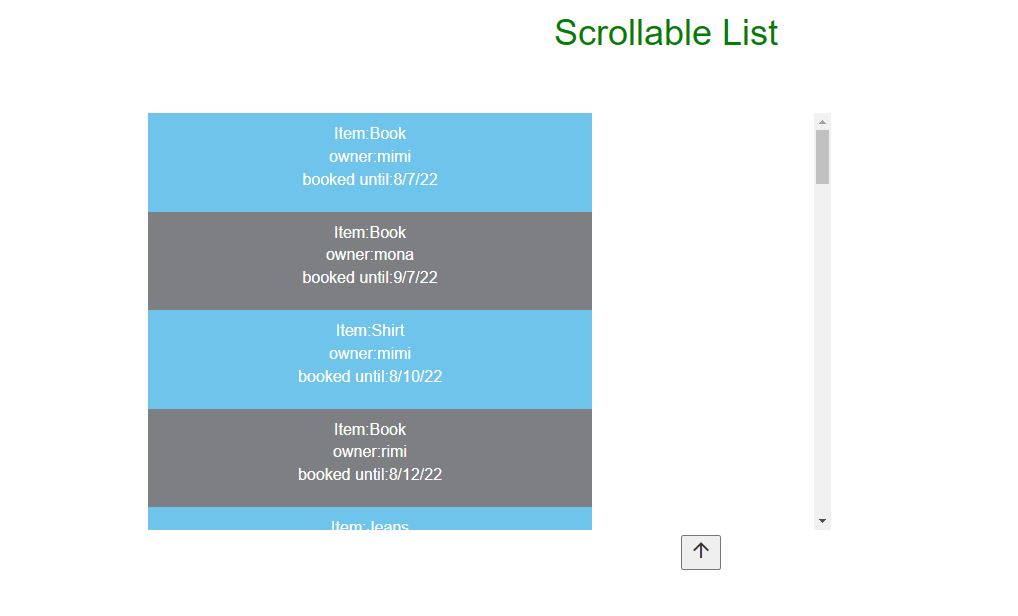 Scrollable List
Item:Book
owner:mimi
booked until:8/7/22
Item:Book
owner:mona
booked until:9/7/22
Item:Shirt
owner:mimi
booked until:8/10/22
Item:Book
owner:rimi
booked until:8/12/22
Item:Jeans